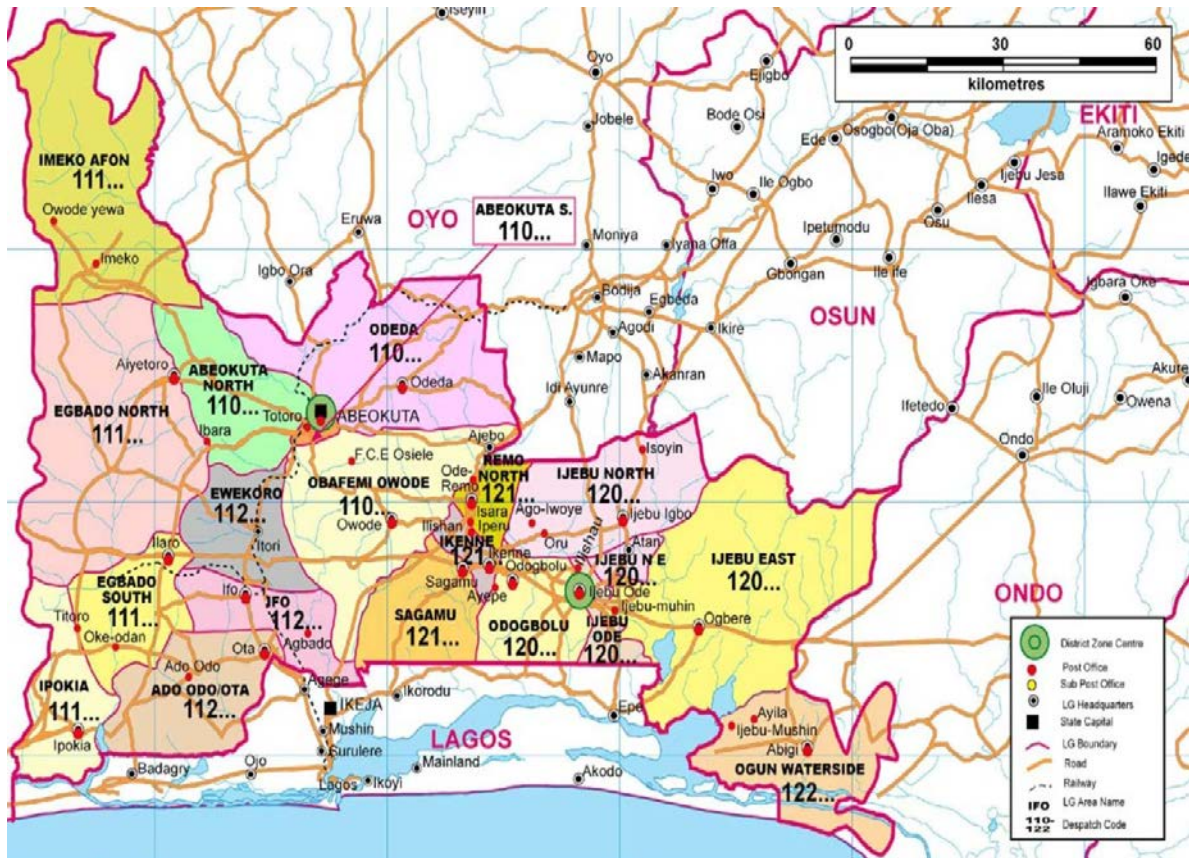 Iseyin
0 30 60
kilometres
Oyo
Ejigbo
EKITI
Jobele
Bode Osi
Ede
Osogbo(Oja Oba)
Aramoko Ekiti
Igede
Ijebu Jesa
IMEKO AFON
111...
Iwo
Ile Ogbo
Ilesa
Ilawe Ekiti
Owode yewa
OYO
ABEOKUTA S.
110...
Eruwa
Osu
Moniya
Iyana Offa
Ipetumodu
Imeko
Gbongan
Ile ife
Igbo Ora
Bodija
Egbeda
Igbara Oke
OSUN
ODEDA
110...
Agodi
Ikire
Mapo
Aiyetoro
ABEOKUTA
NORTH
110...
Odeda
Idi Ayunre
Akanran
Akure
Ile Oluji
Owena
Ifetedo
EGBADO NORTH
111...
Totoro
ABEOKUTA
Ibara
Ajebo
Ondo
F.C.E Osiele
Isoyin
REMO
NORTH
121...
Ode-
Remo
IJEBU NORTH
120...
EWEKORO
112...
OBAFEMI OWODE
110...
Isara
Ago-Iwoye
Ijebu Igbo
Owode
Ilishan
Iperu
Itori
Oru
Ilishau
Atan
IKENNE
121...
Ikenne
Odogbolu
IJEBU N E
120...
IJEBU EAST
120...
Ilaro
EGBADO
SOUTH
111...
Sagamu
Ayepe
Ijebu Ode
Ifo
IFO
112...
Ijebu-muhin
ONDO
Titoro
SAGAMU
121...
ODOGBOLU
120...
IJEBU
ODE
120...
Ogbere
Oke-odan
Agbado
Ota
Ado Odo
ADO ODO/OTA
112...
IPOKIA
111...
Agege
Ikorodu
IKEJA
Epe
Ipokia
Mushin
LAGOS
Surulere
Ayila
Ijebu-Mushin
Abigi
OGUN WATERSIDE
122...
Badagry
Ojo
Lagos
Ikoyi
Mainland
Akodo
LEGEND
District Zone Centre
Post Office
Sub Post Office
LG Headquarters
State Capital
LG Boundary
Road
Railway
IFO LG Area Name
110-
122 Despatch Code